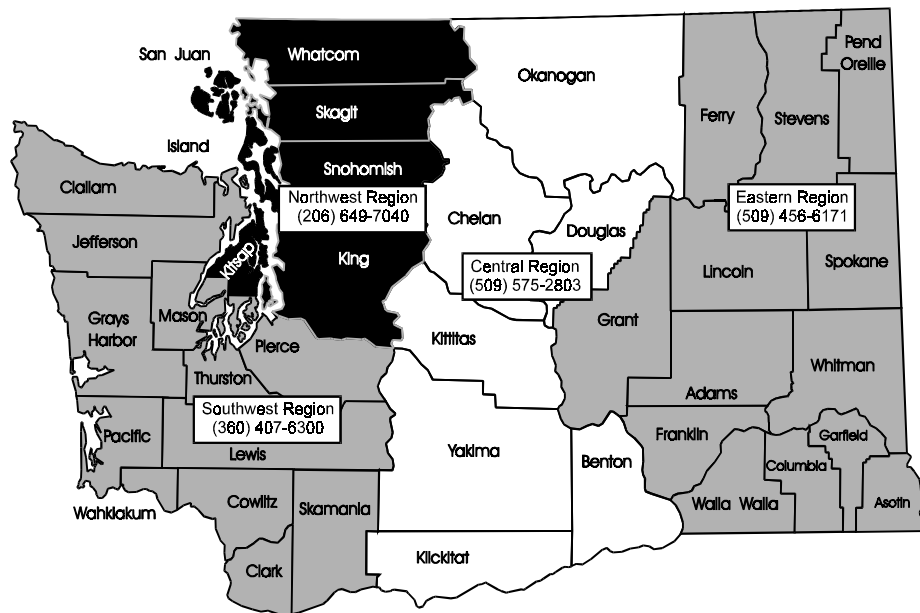 San Juan
Whatcom
Okanogan
Pend
Oreille
Skagit
Ferry
Stevens
Island
Snohomish
Clallam
Northwest Region
(206) 649-7040
Eastern Region
(509) 456-6171
Chelan
Douglas
Jefferson
Kitsap
King
Central Region
(509) 575-2803
Lincoln
Spokane
Grays
Harbor
Mason
Pierce
Kittitas
Grant
Whitman
Thurston
Adams
Southwest Region
(360) 407-6300
Pacific
Lewis
Yakima
Benton
Franklin
Garfield
Columbia
Wahkiakum
Cowlitz
Skamania
Walla Walla
Asotin
Klickitat
Clark